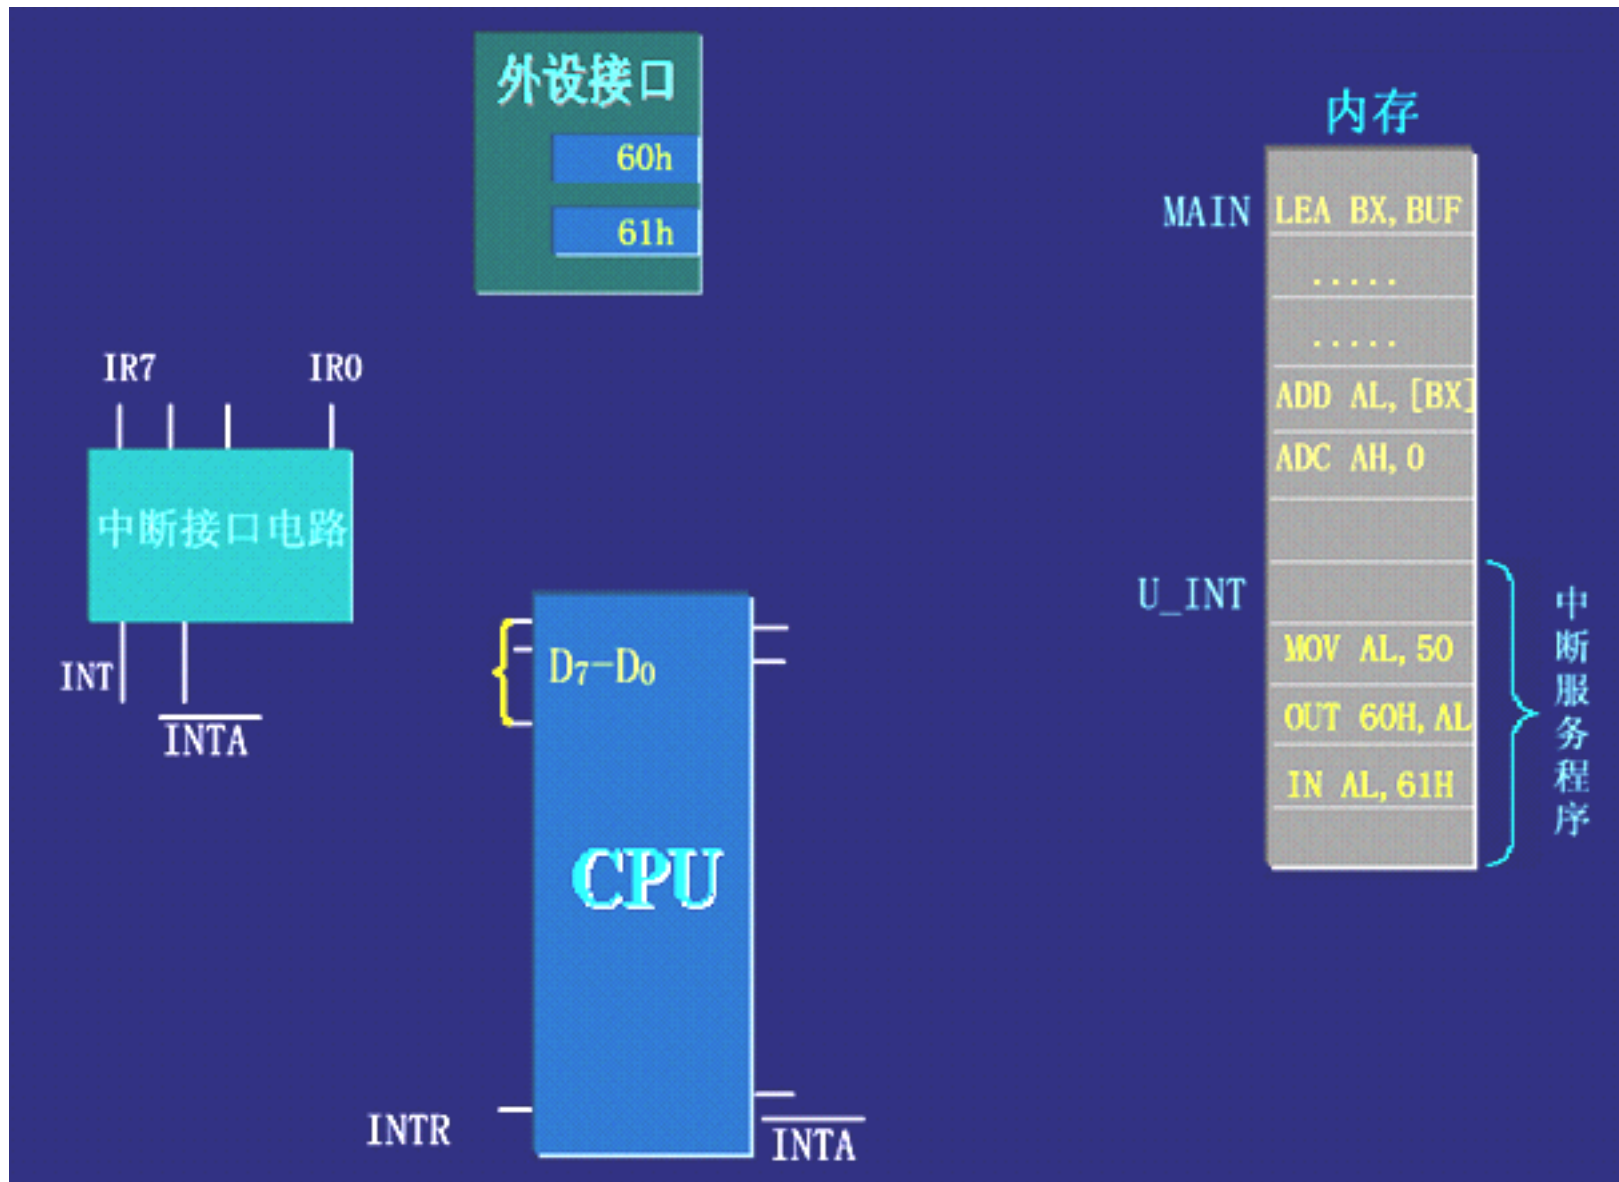 外设接口
60h
61h
内存
MAIN
LEA BX,BUF
.....
.....
ADD AL,[BX]
ADC AH,0
IR7
IR0
中断接口电路
INT
INTA
U_INT
MOV AL,50
OUT 60H,AL
IN AL,61H
中断服务程序
D7-D0
CPU
INTR
INTA